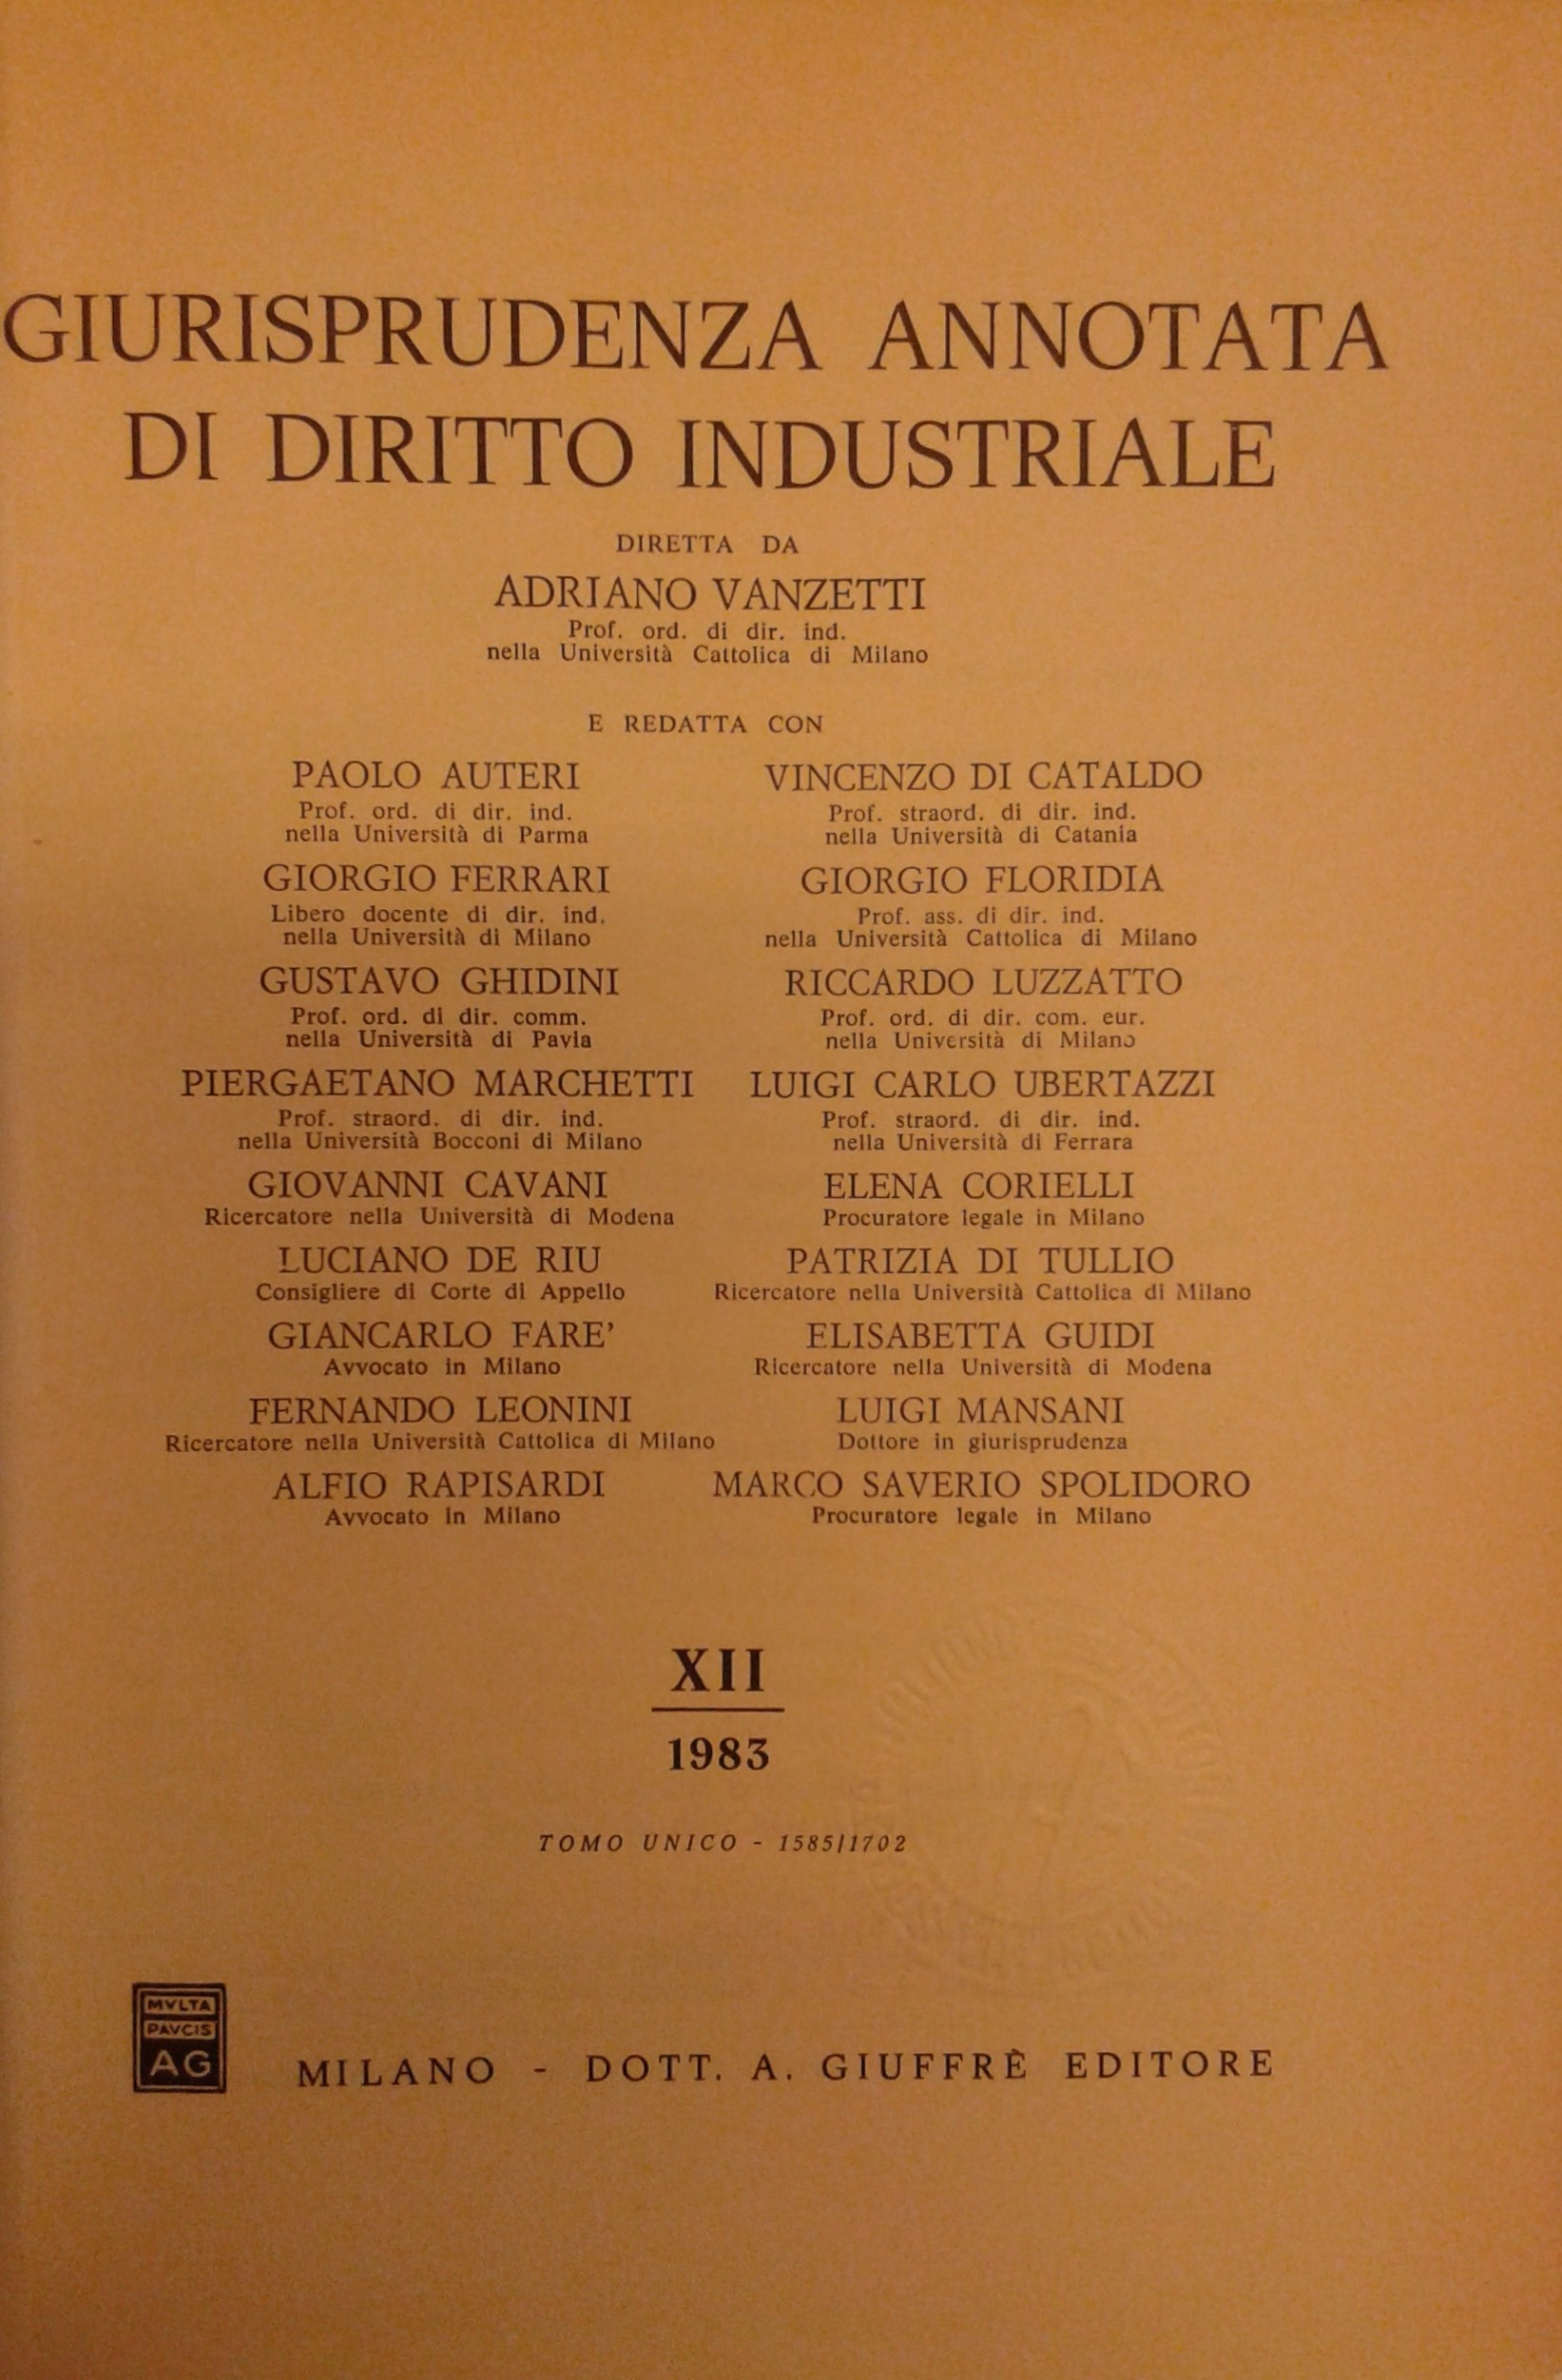 GIURISPRUDENZA ANNOTATA
DI DIRITTO INDUSTRIALE
DIRETTA DA
ADRIANO VANZETTI
Prof. ord. di dir. ind.
nella Università Cattolica di Milano
E REDATTA CON
PAOLO AUTERI
Prof. ord. di dir. ind.
nella Università di Parma
VINCENZO DI CATALDO
Prof. straord. di dir. ind.
nella Università di Catania
GIORGIO FERRARI
Libero docente di dir. ind.
nella Università di Milano
GIORGIO FLORIDIA
Prof. ass. di dir. ind.
nella Università Cattolica di Milano
GUSTAVO GHIDINI
Prof. ord. di dir. comm.
nella Università di Pavia
RICCARDO LUZZATTO
Prof. ord. di dir. com. eur.
nella Università di Milano
PIERGAETANO MARCHETTI
Prof. straord. di dir. ind.
nella Università Bocconi di Milano
LUIGI CARLO UBERTAZZI
Prof. straord. di dir. ind.
nella Università di Ferrara
GIOVANNI CAVANI
Ricercatore nella Università di Modena
ELENA CORIELLI
Procuratore legale in Milano
LUCIANO DE RIU
Consigliere di Corte di Appello
PATRIZIA DI TULLIO
Ricercatore nella Università Cattolica di Milano
GIANCARLO FARE'
Avvocato in Milano
ELISABETTA GUIDI
Ricercatore nella Università di Modena
FERNANDO LEONINI
Ricercatore nella Università Cattolica di Milano
LUIGI MANSANI
Dottore in giurisprudenza
ALFIO RAPISARDI
Avvocato in Milano
MARCO SAVERIO SPOLIDORO
Procuratore legale in Milano
XII
1983
TOMO UNICO - 1585/1702
MVLTA
PAVCIS
AG
MILANO - DOTT. A. GIUFFRÈ EDITORE